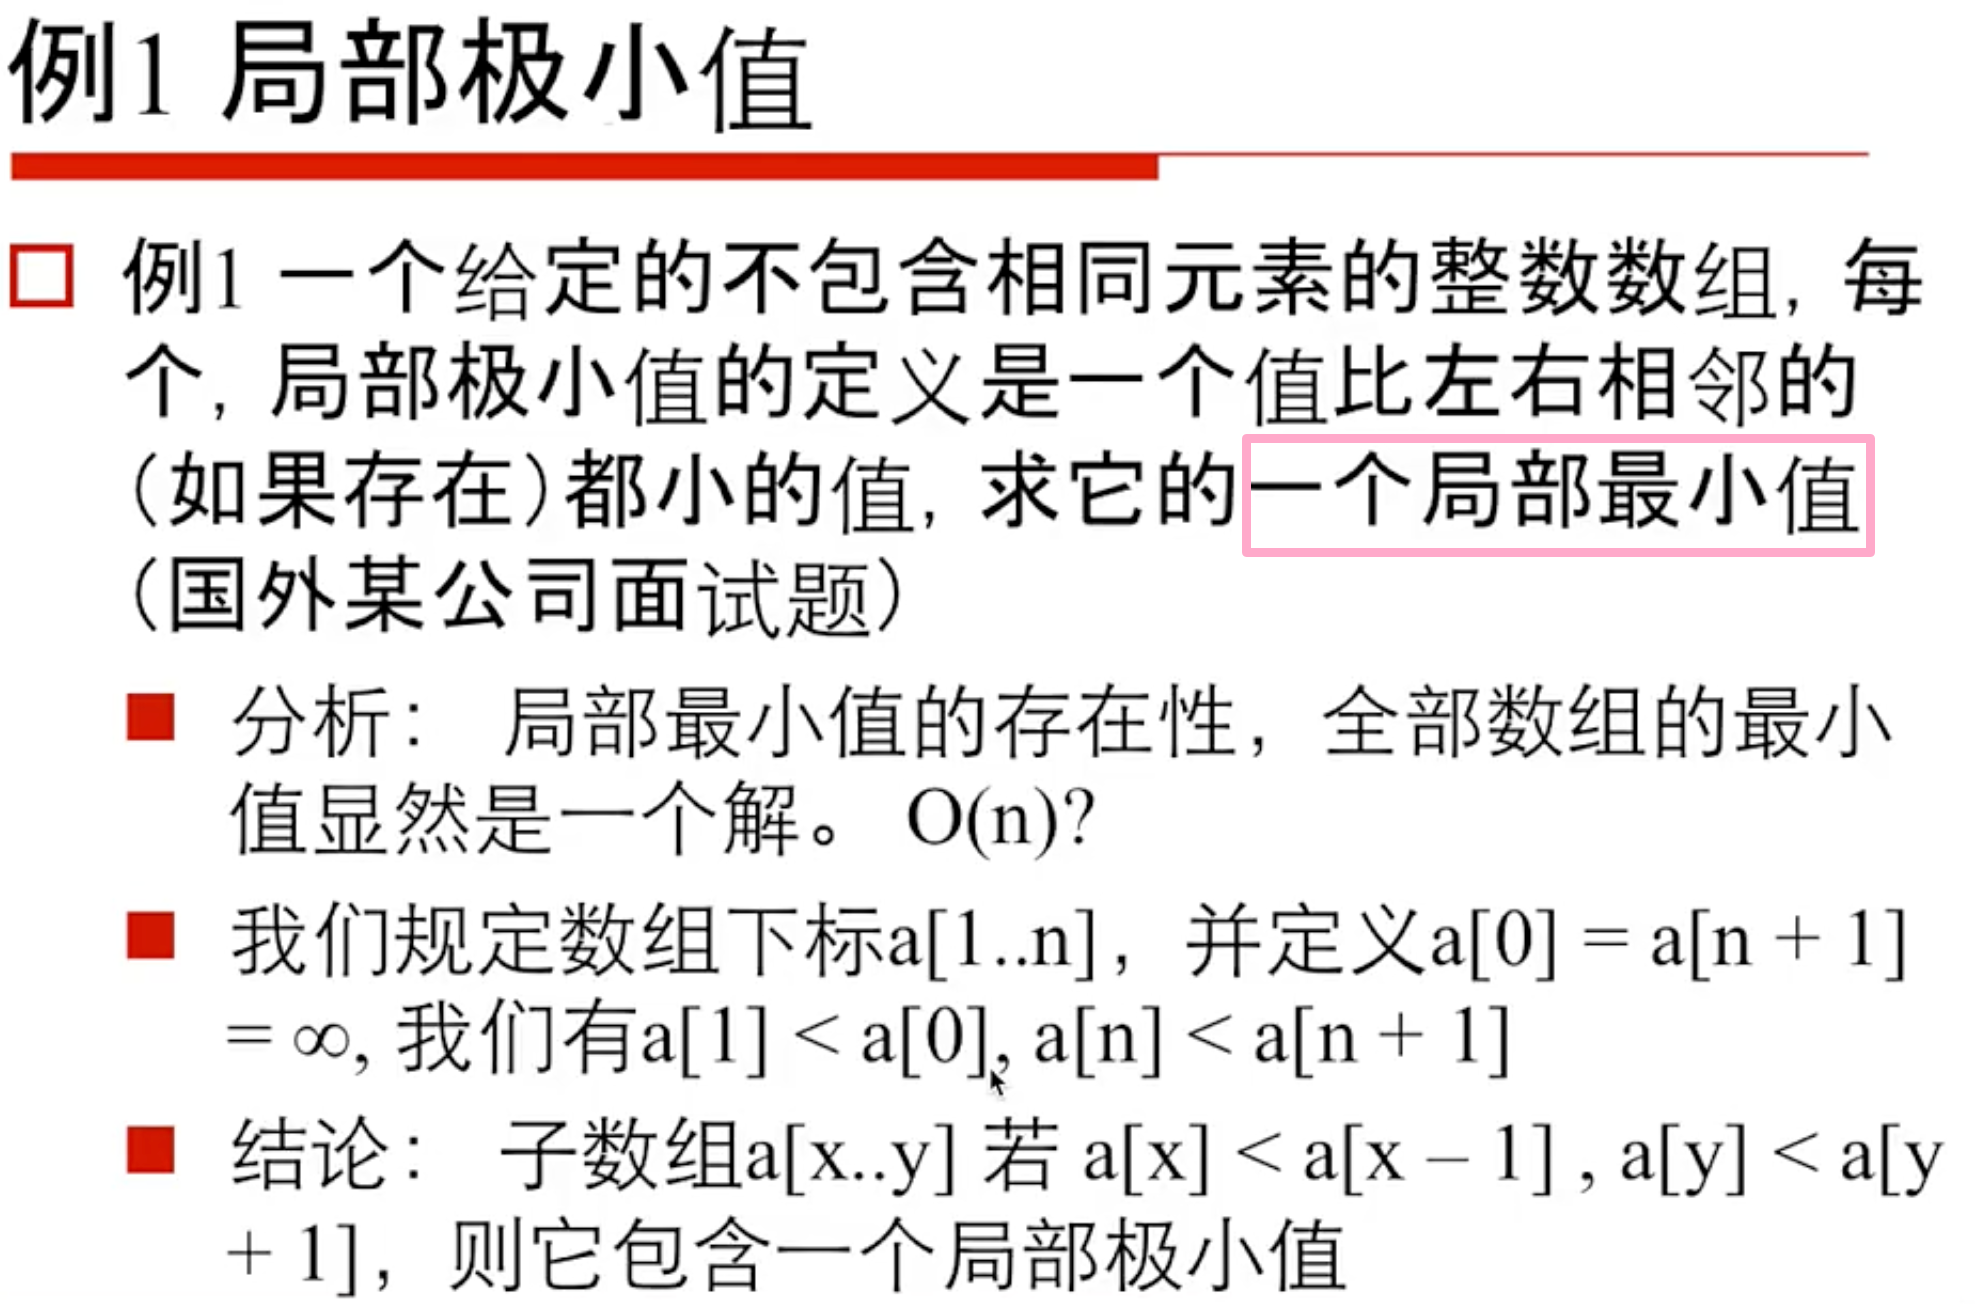 例1 局部极小值
例1 一个给定的不包含相同元素的整数数组, 每
个, 局部极小值的定义是一个值比左右相邻的
(如果存在)都小的值, 求它的一个局部最小值
(国外某公司面试题)
分析： 局部最小值的存在性，全部数组的最小
值显然是一个解。 O(n)?
我们规定数组下标a[1..n]，并定义a[0] = a[n + 1]
= ∞, 我们有a[1] < a[0], a[n] < a[n + 1]
结论： 子数组a[x..y] 若 a[x] < a[x – 1] , a[y] < a[y
+ 1]，则它包含一个局部极小值